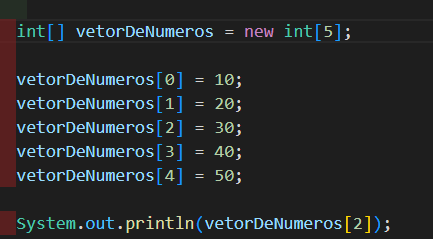 int[] vetorDeNumeros = new int[5];
vetorDeNumeros[0] = 10;
vetorDeNumeros[1] = 20;
vetorDeNumeros[2] = 30;
vetorDeNumeros[3] = 40;
vetorDeNumeros[4] = 50;
System.out.println(vetorDeNumeros[2]);